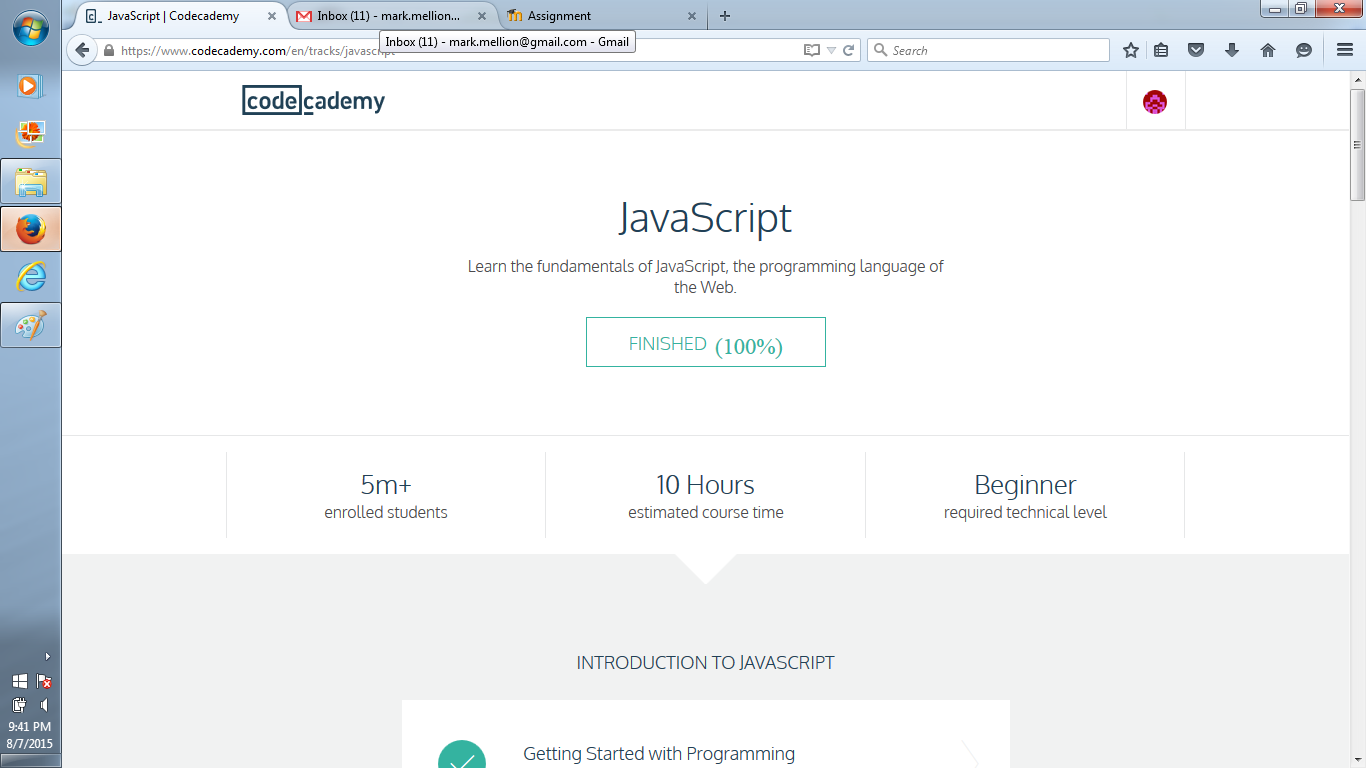 JavaScript | Codecademy
Inbox (11) - mark.mellion...
Assignment
https://www.codecademy.com/en/tracks/javascript
Search
Inbox (11) - mark.mellion@gmail.com - Gmail
codecademy
JavaScript
Learn the fundamentals of JavaScript, the programming language of
the Web.
FINISHED (100%)
5m+
enrolled students
10 Hours
estimated course time
Beginner
required technical level
INTRODUCTION TO JAVASCRIPT
Getting Started with Programming
9:41 PM
8/7/2015